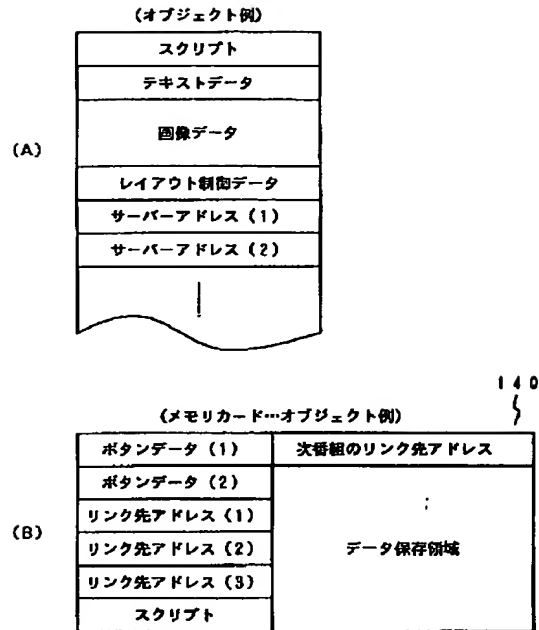 (オブジェクト例)
スクリプト
テキストデータ
(A)
画像データ
レイアウト制御データ
サーバーアドレス(1)
サーバーアドレス(2)
140
(メモリカード…オブジェクト例)
ボタンデータ(1) 次番組のリンク先アドレス
ボタンデータ(2)
リンク先アドレス(1)
(B)
リンク先アドレス(2) データ保存領域
リンク先アドレス(3)
スクリプト